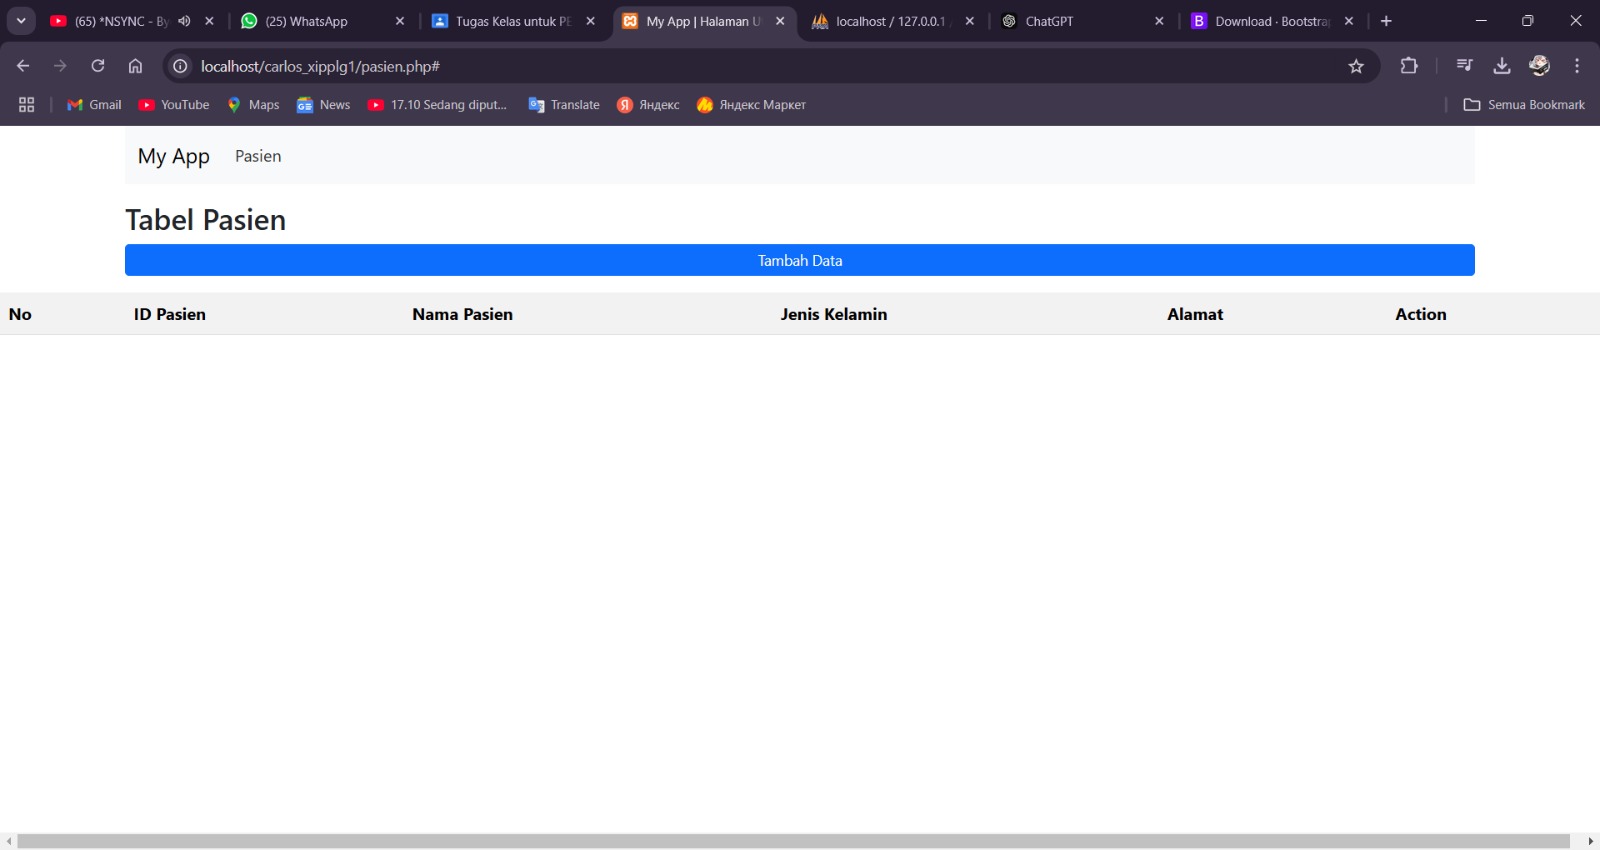 (65) *NSYNC - By
(25) WhatsApp
Tugas Kelas untuk PE
My App | Halaman U
localhost / 127.0.0.1
ChatGPT
Download · Bootstra
localhost/carlos_xipplg1/pasien.php#
Gmail
YouTube
Maps
News
17.10 Sedang diput...
Translate
Яндекс
Яндекс Маркет
Semua Bookmark
My App Pasien
Tabel Pasien
Tambah Data
No ID Pasien Nama Pasien Jenis Kelamin Alamat Action